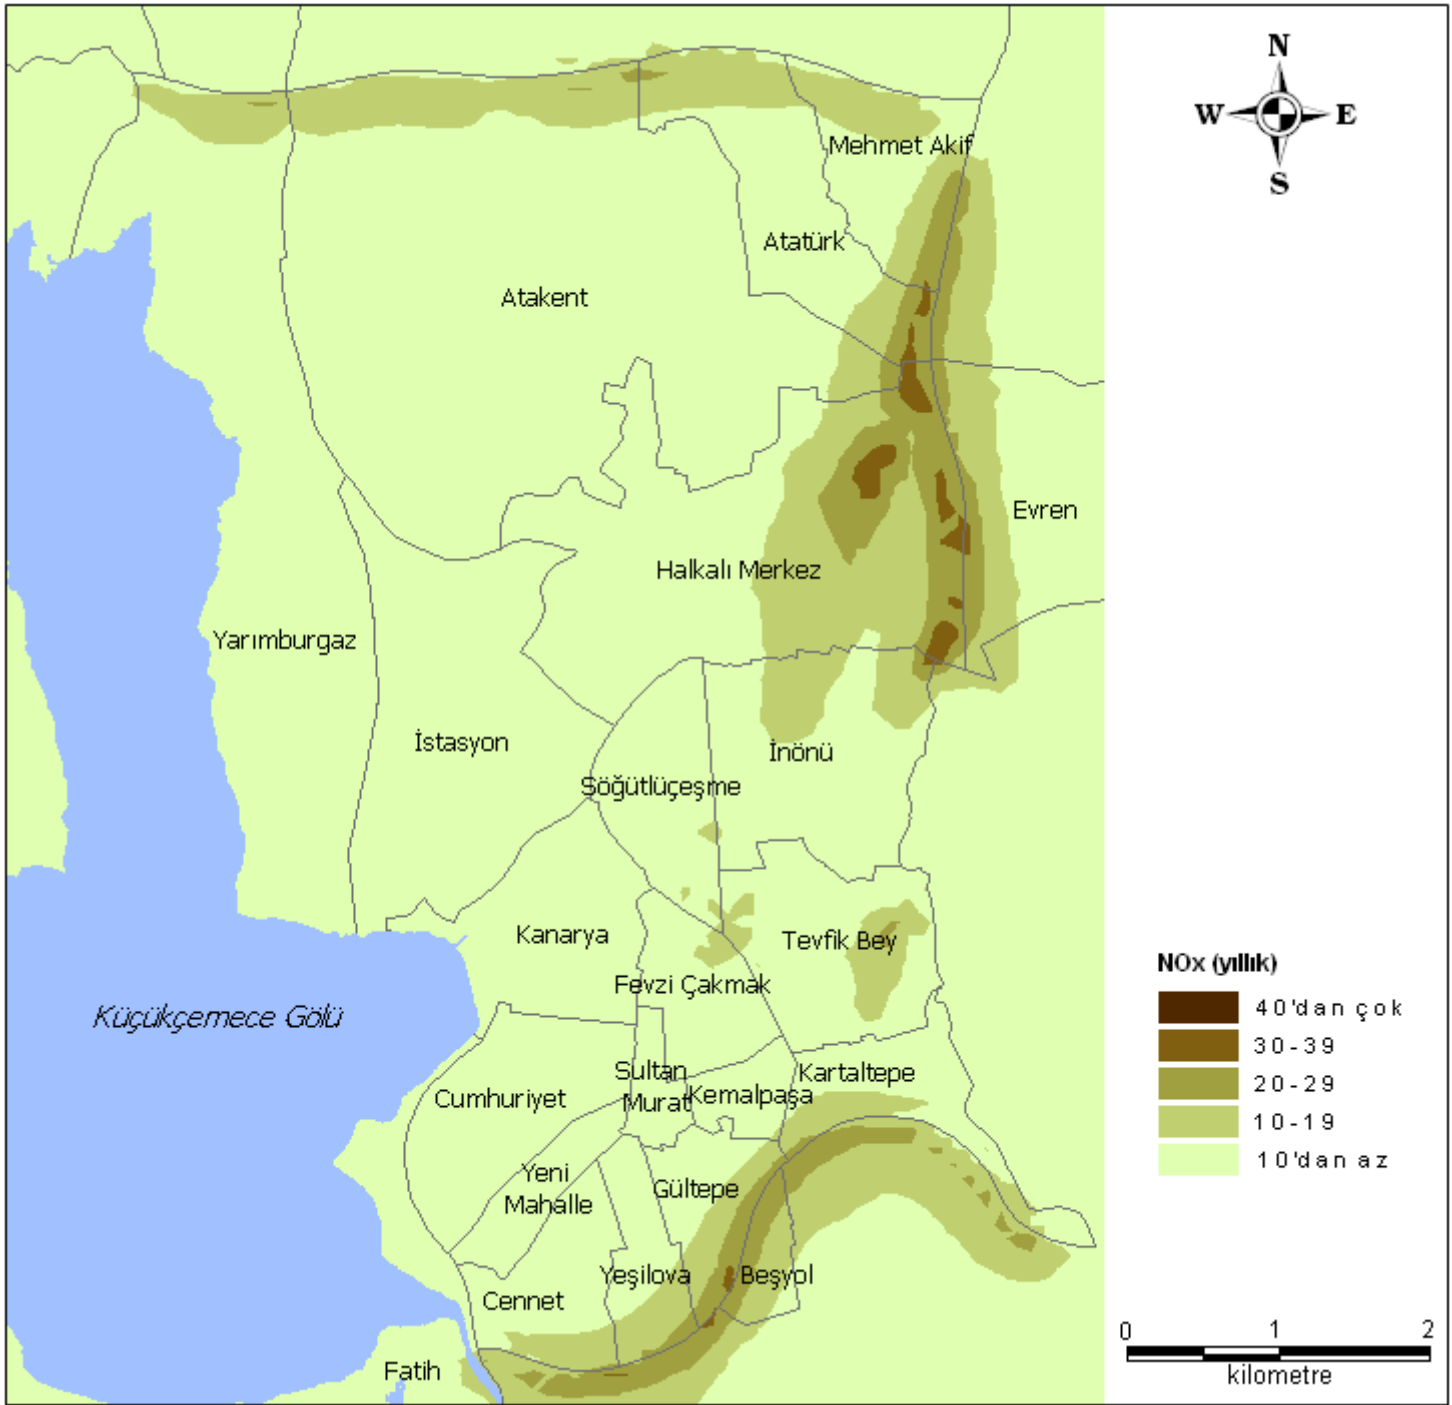 N
W
E
S
Mehmet Akif
Atatürk
Atakent
Evren
Halkalı Merkez
Yarımburgaz
İstasyon
İnönü
Söğütlüçeşme
Kanarya
Tevfik Bey
Fevzi Çakmak
Küçükçemece Gölü
Sultan
Murat
Kartaltepe
Kemalpaşa
Cumhuriyet
Yeni
Mahalle
Gültepe
Yeşilova
Beşyol
Cennet
Fatih
NOx (yıllık)
40'dan çok
30-39
20-29
10-19
10'dan az
0 1 2
kilometre